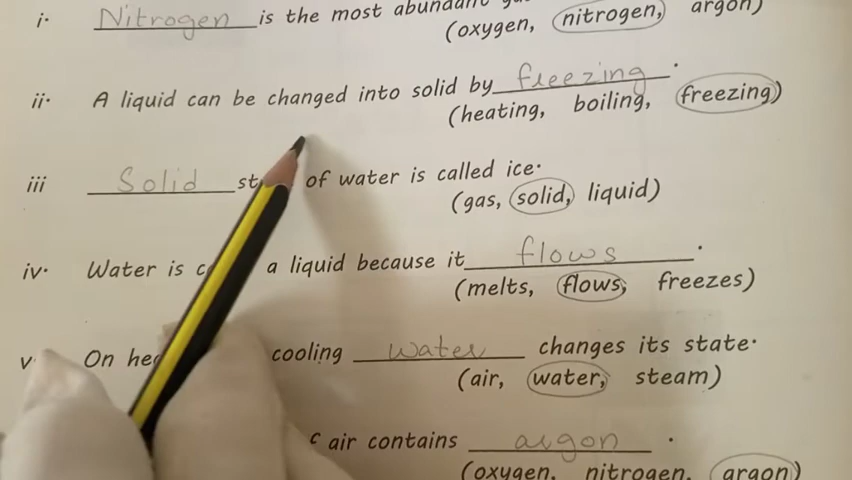 i. Nitrogen is the most abundant
(oxygen, nitrogen, argon)
ii. A liquid can be changed into solid by freezing.
(heating, boiling, freezing)
iii Solid of water is called ice.
(gas, solid, liquid)
iv. Water is a liquid because it flows.
(melts, flows, freezes)
v. On cooling water changes its state.
(air, water, steam)
air contains argon.
(oxygen, nitrogen, argon)